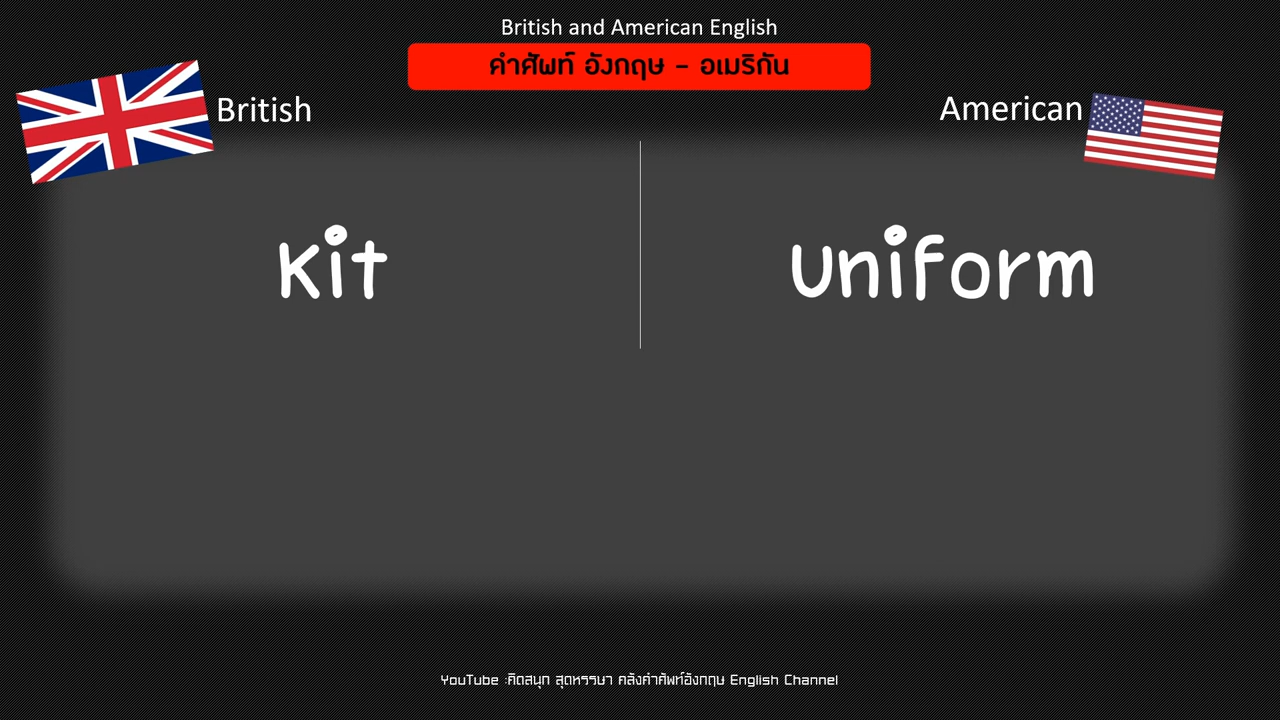 British and American English
คำศัพท์ อังกฤษ - อเมริกัน
British
American
Kit
Uniform
YouTube :คิดสนุก สุดหรรษา คลังคำศัพท์อังกฤษ English Channel